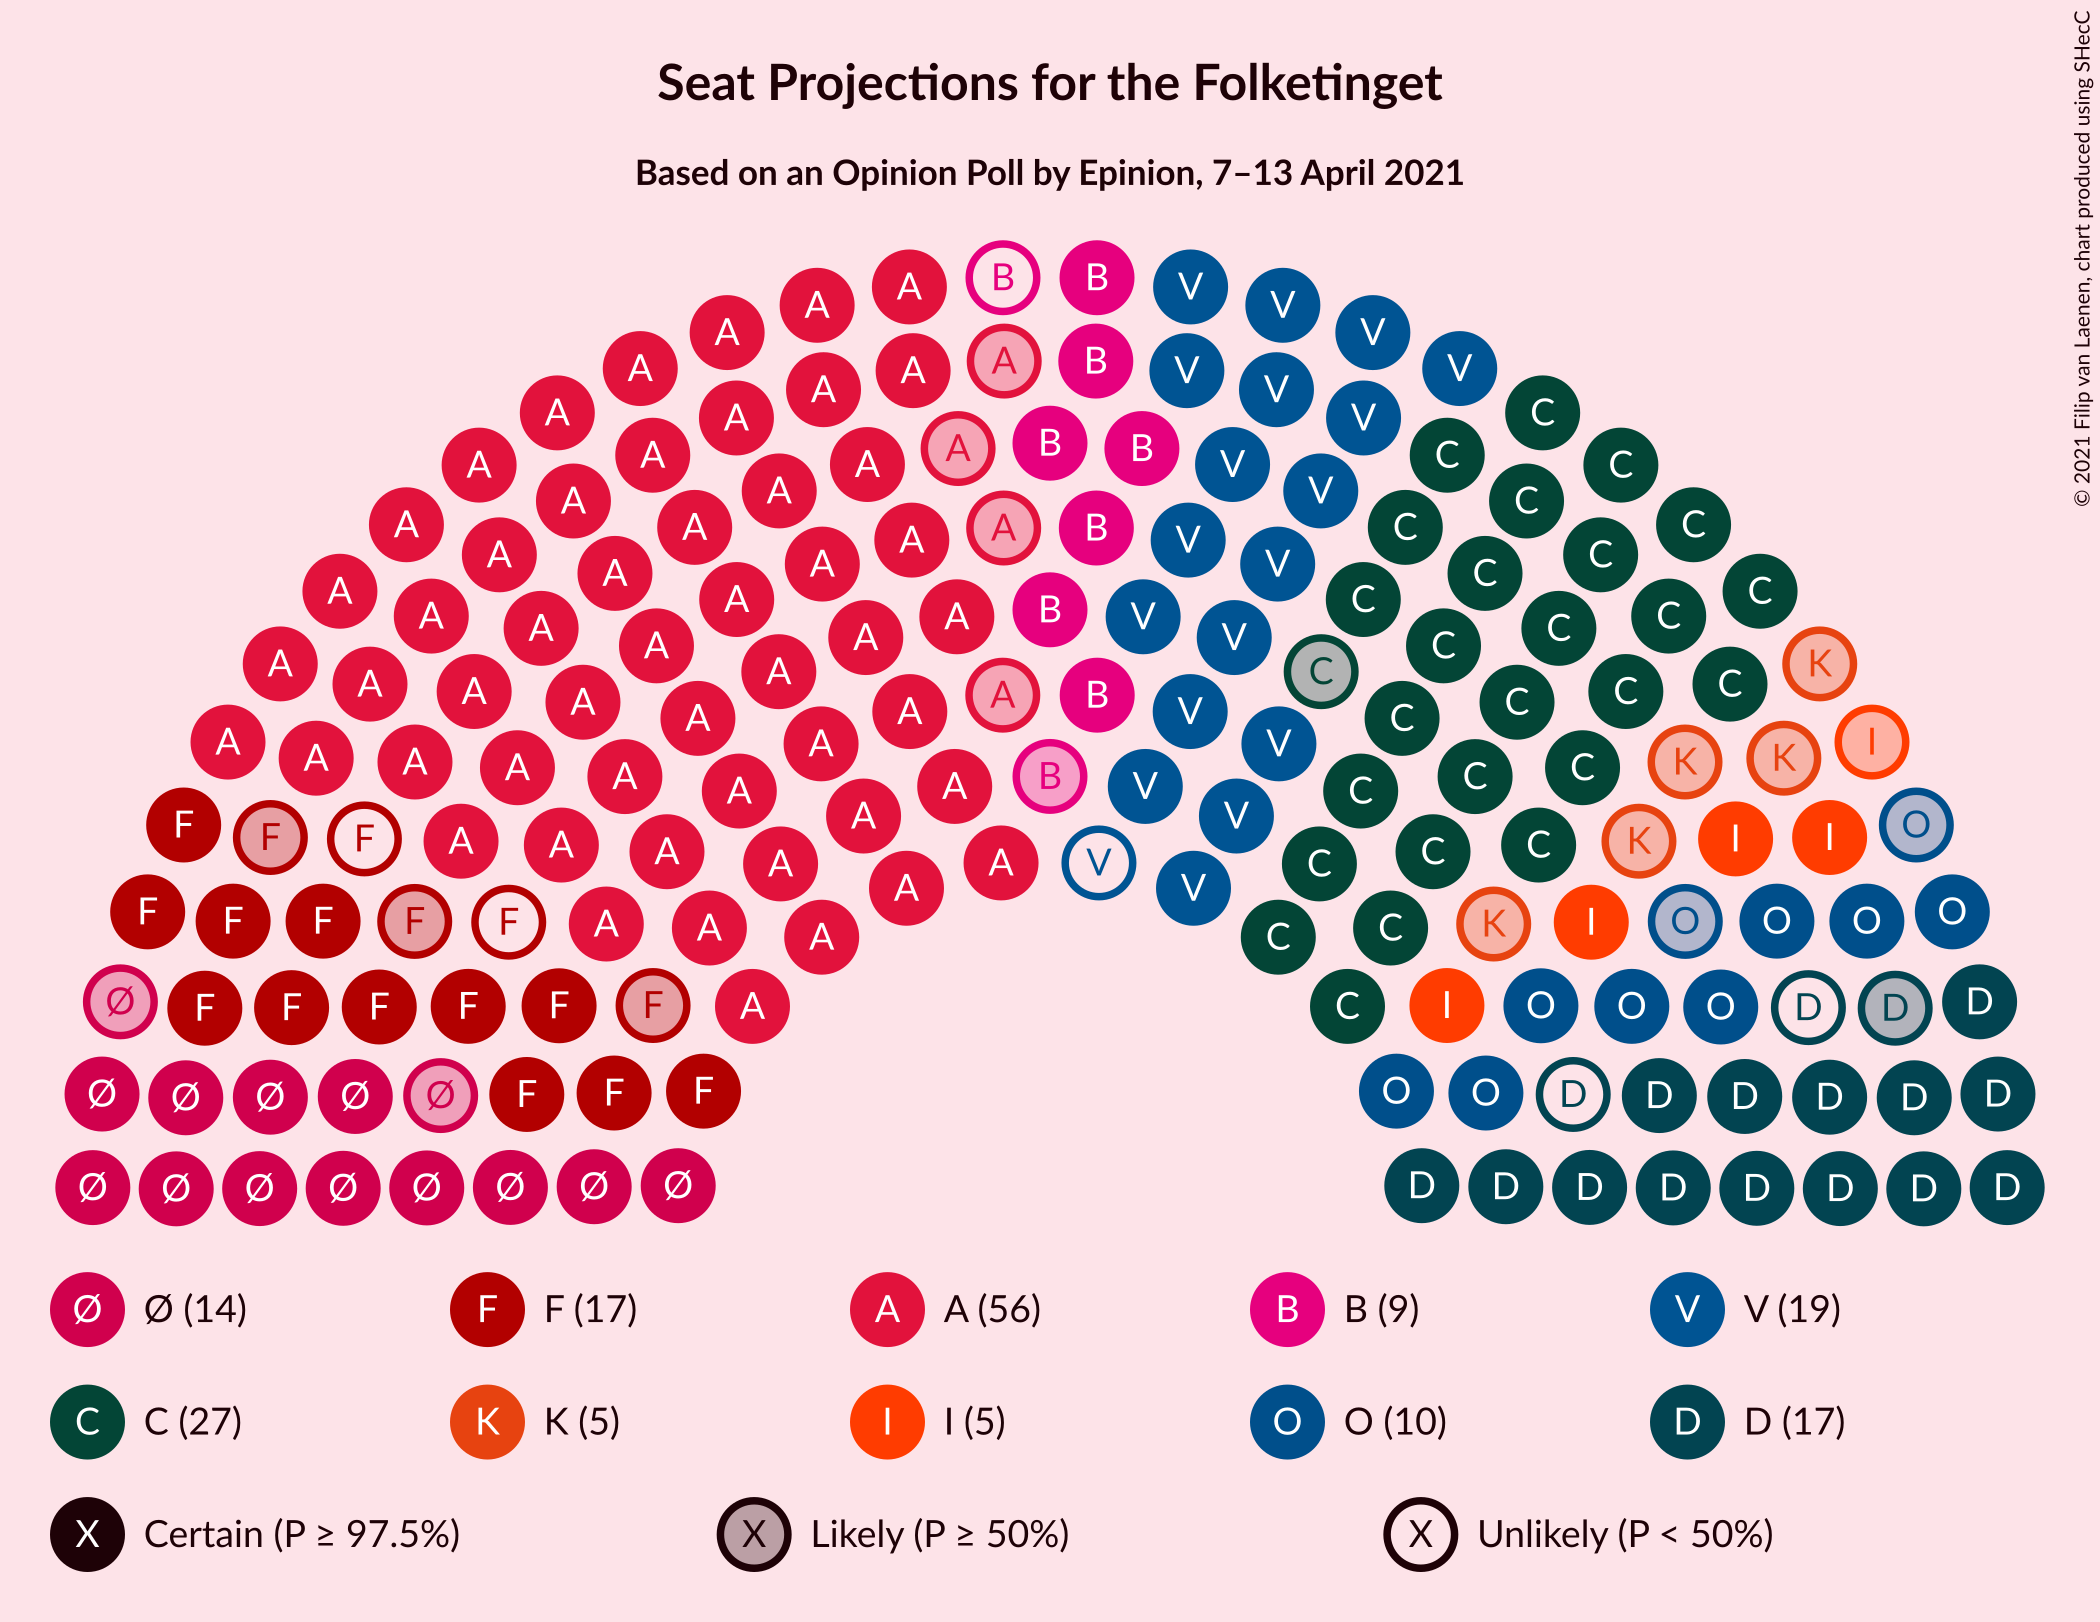 Seat Projections for the Folketinget
Based on an Opinion Poll by Epinion, 7–13 April 2021
© 2021 Filip van Laenen, chart produced using SHecC
A B B V
A V
A V
A A A B V V
A V
A A V C
A A A A B B V C C
A A V C
A A A A B V C C
A A A V C C
A A A A B V C C C
A A A V C C
A A A A C C C K
A A A A B V C C
A A A A A V C K K I
A A A B V C C
F F F A A A A A A V V C C C K I I O
F F F F F A A A A V C C K I O O O O
Ø F F F F F F A C I O O O D D D
Ø Ø Ø Ø Ø F F F O O D D D D D D
Ø Ø Ø Ø Ø Ø Ø Ø D D D D D D D D
Ø Ø (14) F F (17) A A (56) B B (9) V V (19)
C C (27) K K (5) I I (5) O O (10) D D (17)
X Certain (P ≥ 97.5%) X Likely (P ≥ 50%) X Unlikely (P < 50%)